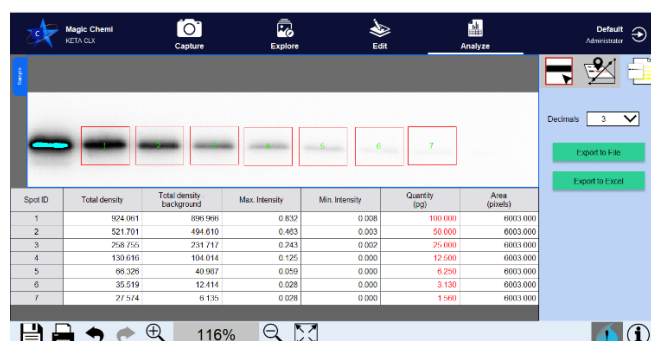 Magic Chemi
KETA CLX
Capture
Explore
Edit
Analyze
Default
Administrator
Sample
1 2 3 4 5 6 7
Decimals 3
Export to File
Export to Excel
Spot ID Total density Total density - background Max. Intensity Min. Intensity Quantity (pg) Area (pixels)
1 924.061 896.966 0.832 0.008 100.000 6003.000
2 521.701 494.610 0.463 0.003 50.000 6003.000
3 258.755 231.717 0.243 0.002 25.000 6003.000
4 130.616 104.014 0.125 0.000 12.500 6003.000
5 66.326 40.987 0.059 0.000 6.250 6003.000
6 35.519 12.414 0.028 0.000 3.130 6003.000
7 27.574 6.135 0.028 0.000 1.560 6003.000
116%